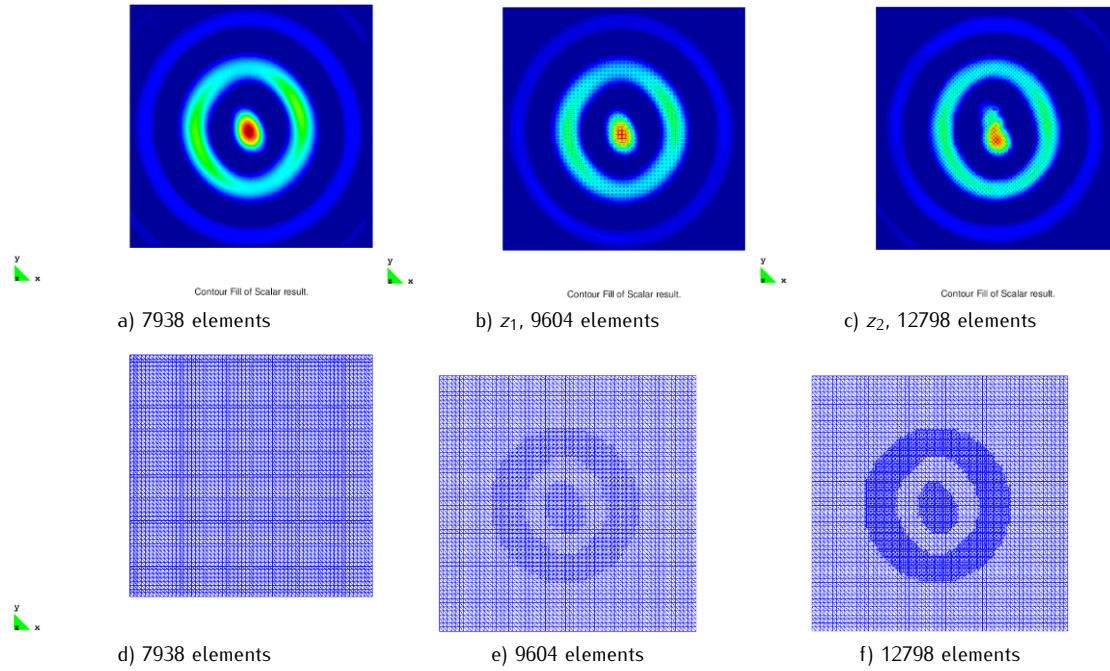 y
z x
y
z x
y
z x
Contour Fill of Scalar result.
Contour Fill of Scalar result.
Contour Fill of Scalar result.
a) 7938 elements
b) z₁, 9604 elements
c) z₂, 12798 elements
y
z x
d) 7938 elements
e) 9604 elements
f) 12798 elements